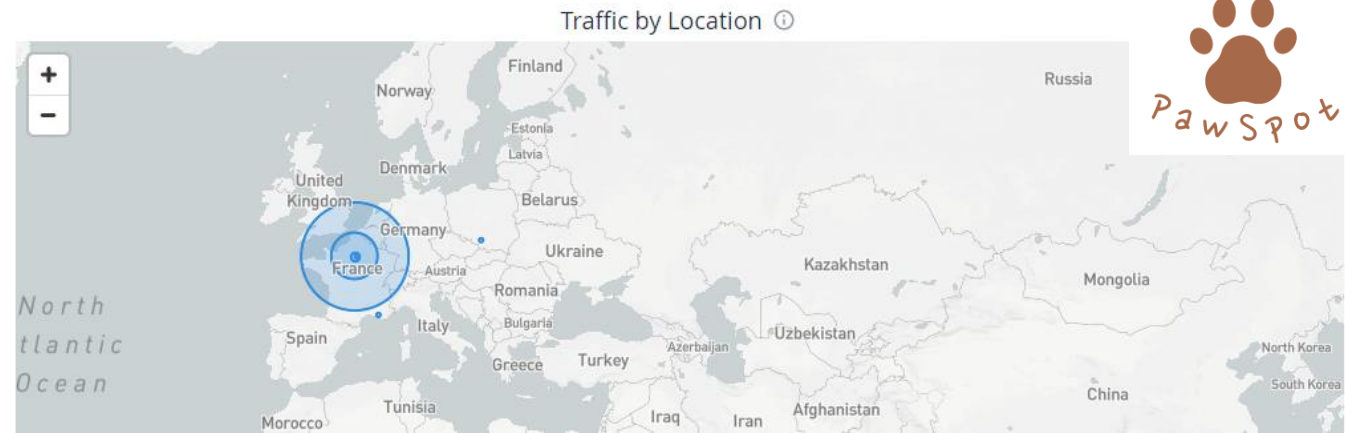 Traffic by Location
PawSpot
+
−
Finland
Russia
Norway
Estonia
Latvia
Denmark
United
Kingdom
Belarus
Germany
Ukraine
France
Austria
Kazakhstan
Mongolia
Romania
North
tlantic
Ocean
Spain
Italy
Bulgaria
Uzbekistan
Azerbaijan
Greece
Turkey
North Korea
South Korea
China
Tunisia
Morocco
Iraq
Iran
Afghanistan